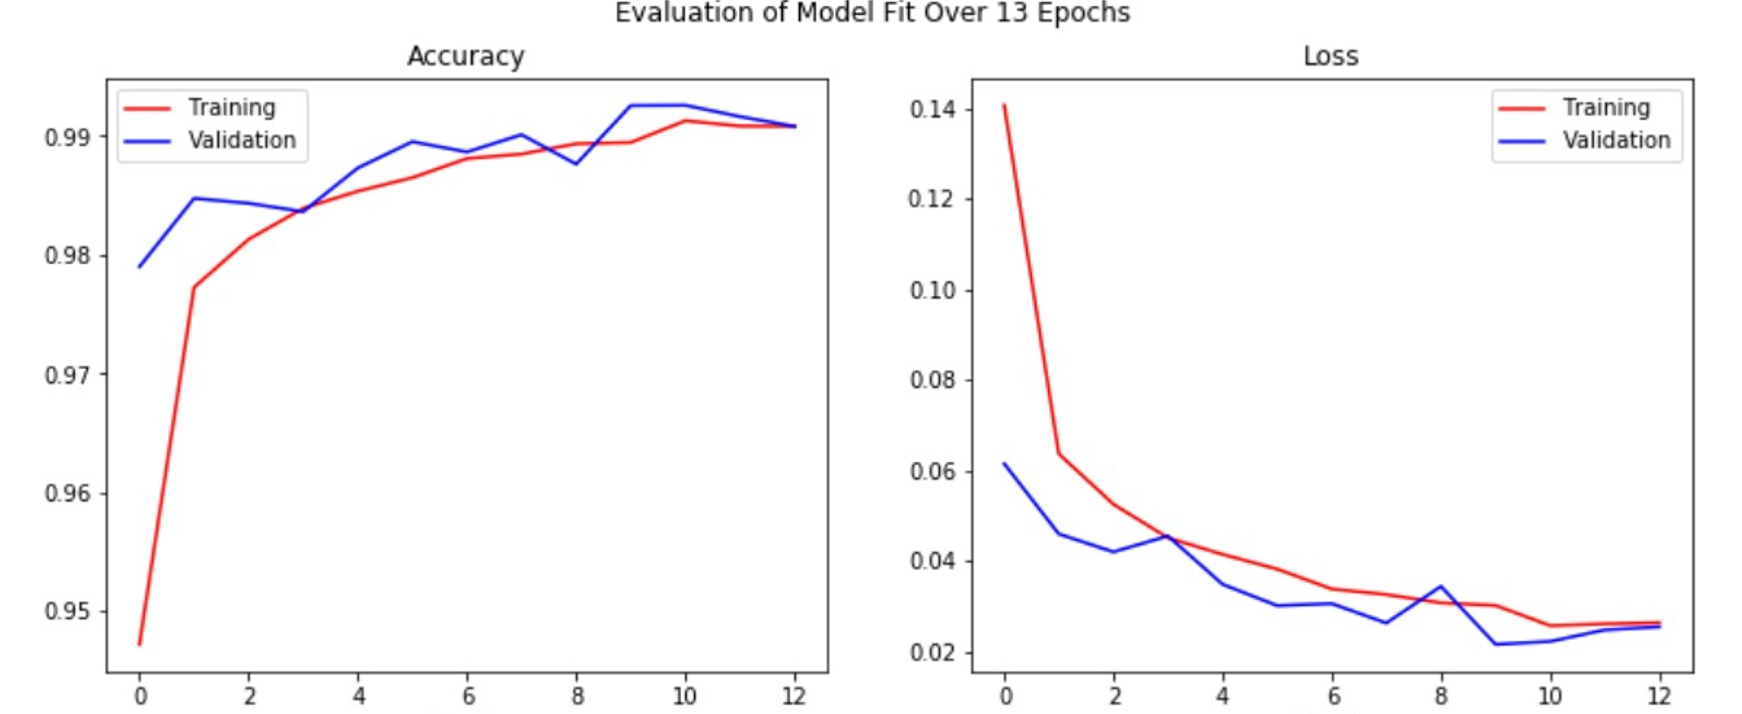 Evaluation of Model Fit Over 13 Epochs
Accuracy
Training
Validation
0.99
0.98
0.97
0.96
0.95
0 2 4 6 8 10 12
Loss
Training
Validation
0.14
0.12
0.10
0.08
0.06
0.04
0.02
0 2 4 6 8 10 12